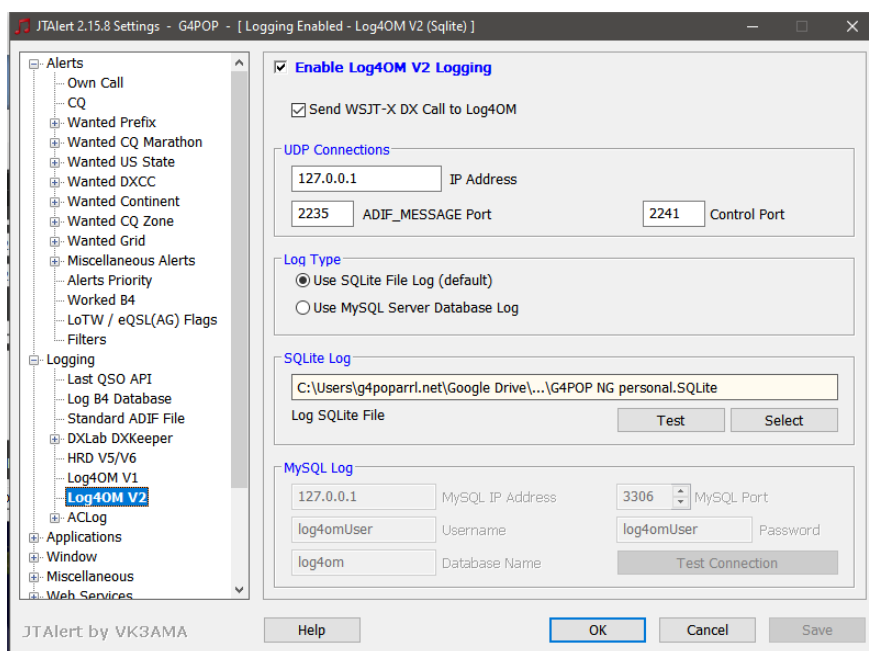 JTAlert 2.15.8 Settings - G4POP - [ Logging Enabled - Log4OM V2 (Sqlite) ]
Alerts
Own Call
CQ
Wanted Prefix
Wanted CQ Marathon
Wanted US State
Wanted DXCC
Wanted Continent
Wanted CQ Zone
Wanted Grid
Miscellaneous Alerts
Alerts Priority
Worked B4
LoTW / eQSL(AG) Flags
Filters
Logging
Last QSO API
Log B4 Database
Standard ADIF File
DXLab DXKeeper
HRD V5/V6
Log4OM V1
Log4OM V2
ACLog
Applications
Window
Miscellaneous
Web Services
Enable Log4OM V2 Logging
Send WSJT-X DX Call to Log4OM
UDP Connections
127.0.0.1 IP Address
2235 ADIF_MESSAGE Port 2241 Control Port
Log Type
Use SQLite File Log (default)
Use MySQL Server Database Log
SQLite Log
C:\Users\g4poparrl.net\Google Drive\...\G4POP NG personal.SQLite
Log SQLite File Test Select
MySQL Log
127.0.0.1 MySQL IP Address 3306 MySQL Port
log4omUser Username log4omUser Password
log4om Database Name Test Connection
JTAlert by VK3AMA Help OK Cancel Save